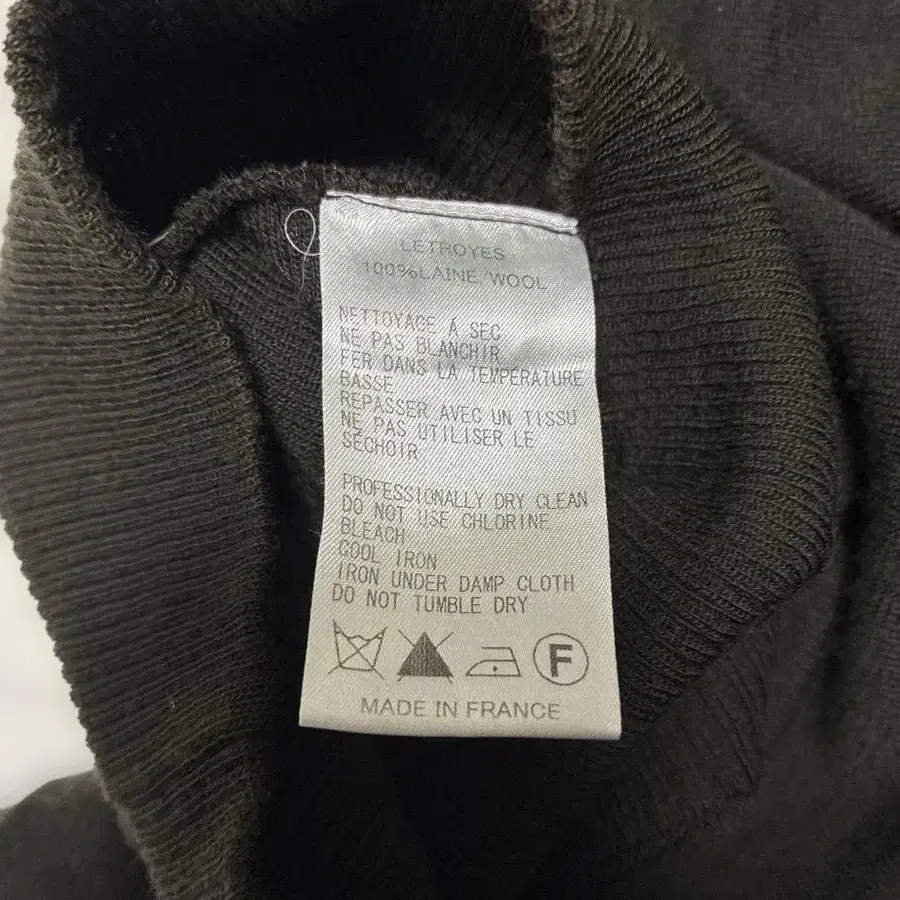 LETROYES
100%LAINE/WOOL
NETTOYAGE Á SEC
NE PAS BLANCHIR
FER DANS LA TEMPÉRATURE
BASSE
REPASSER AVEC UN TISSU
NE PAS UTILISER LE
SÉCHOIR
PROFESSIONALLY DRY CLEAN
DO NOT USE CHLORINE
BLEACH
COOL IRON
IRON UNDER DAMP CLOTH
DO NOT TUMBLE DRY
F
MADE IN FRANCE